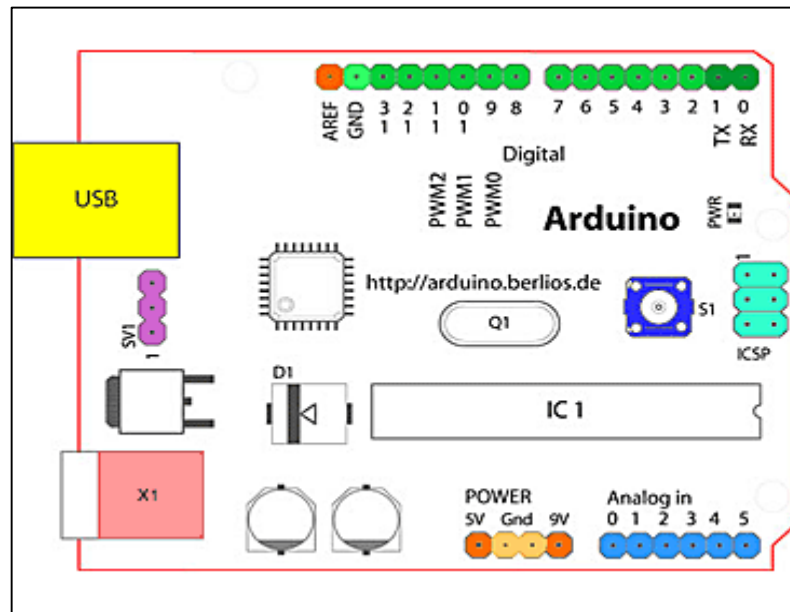 AREF
GND
13
12
11
10
9
8
7
6
5
4
3
2
1
0
TX
RX
Digital
PWM2
PWM1
PWM0
Arduino
PWR
USB
http://arduino.berlios.de
1
S1
Q1
ICSP
SV1
1
D1
IC 1
X1
POWER
5V Gnd 9V
Analog in
0 1 2 3 4 5